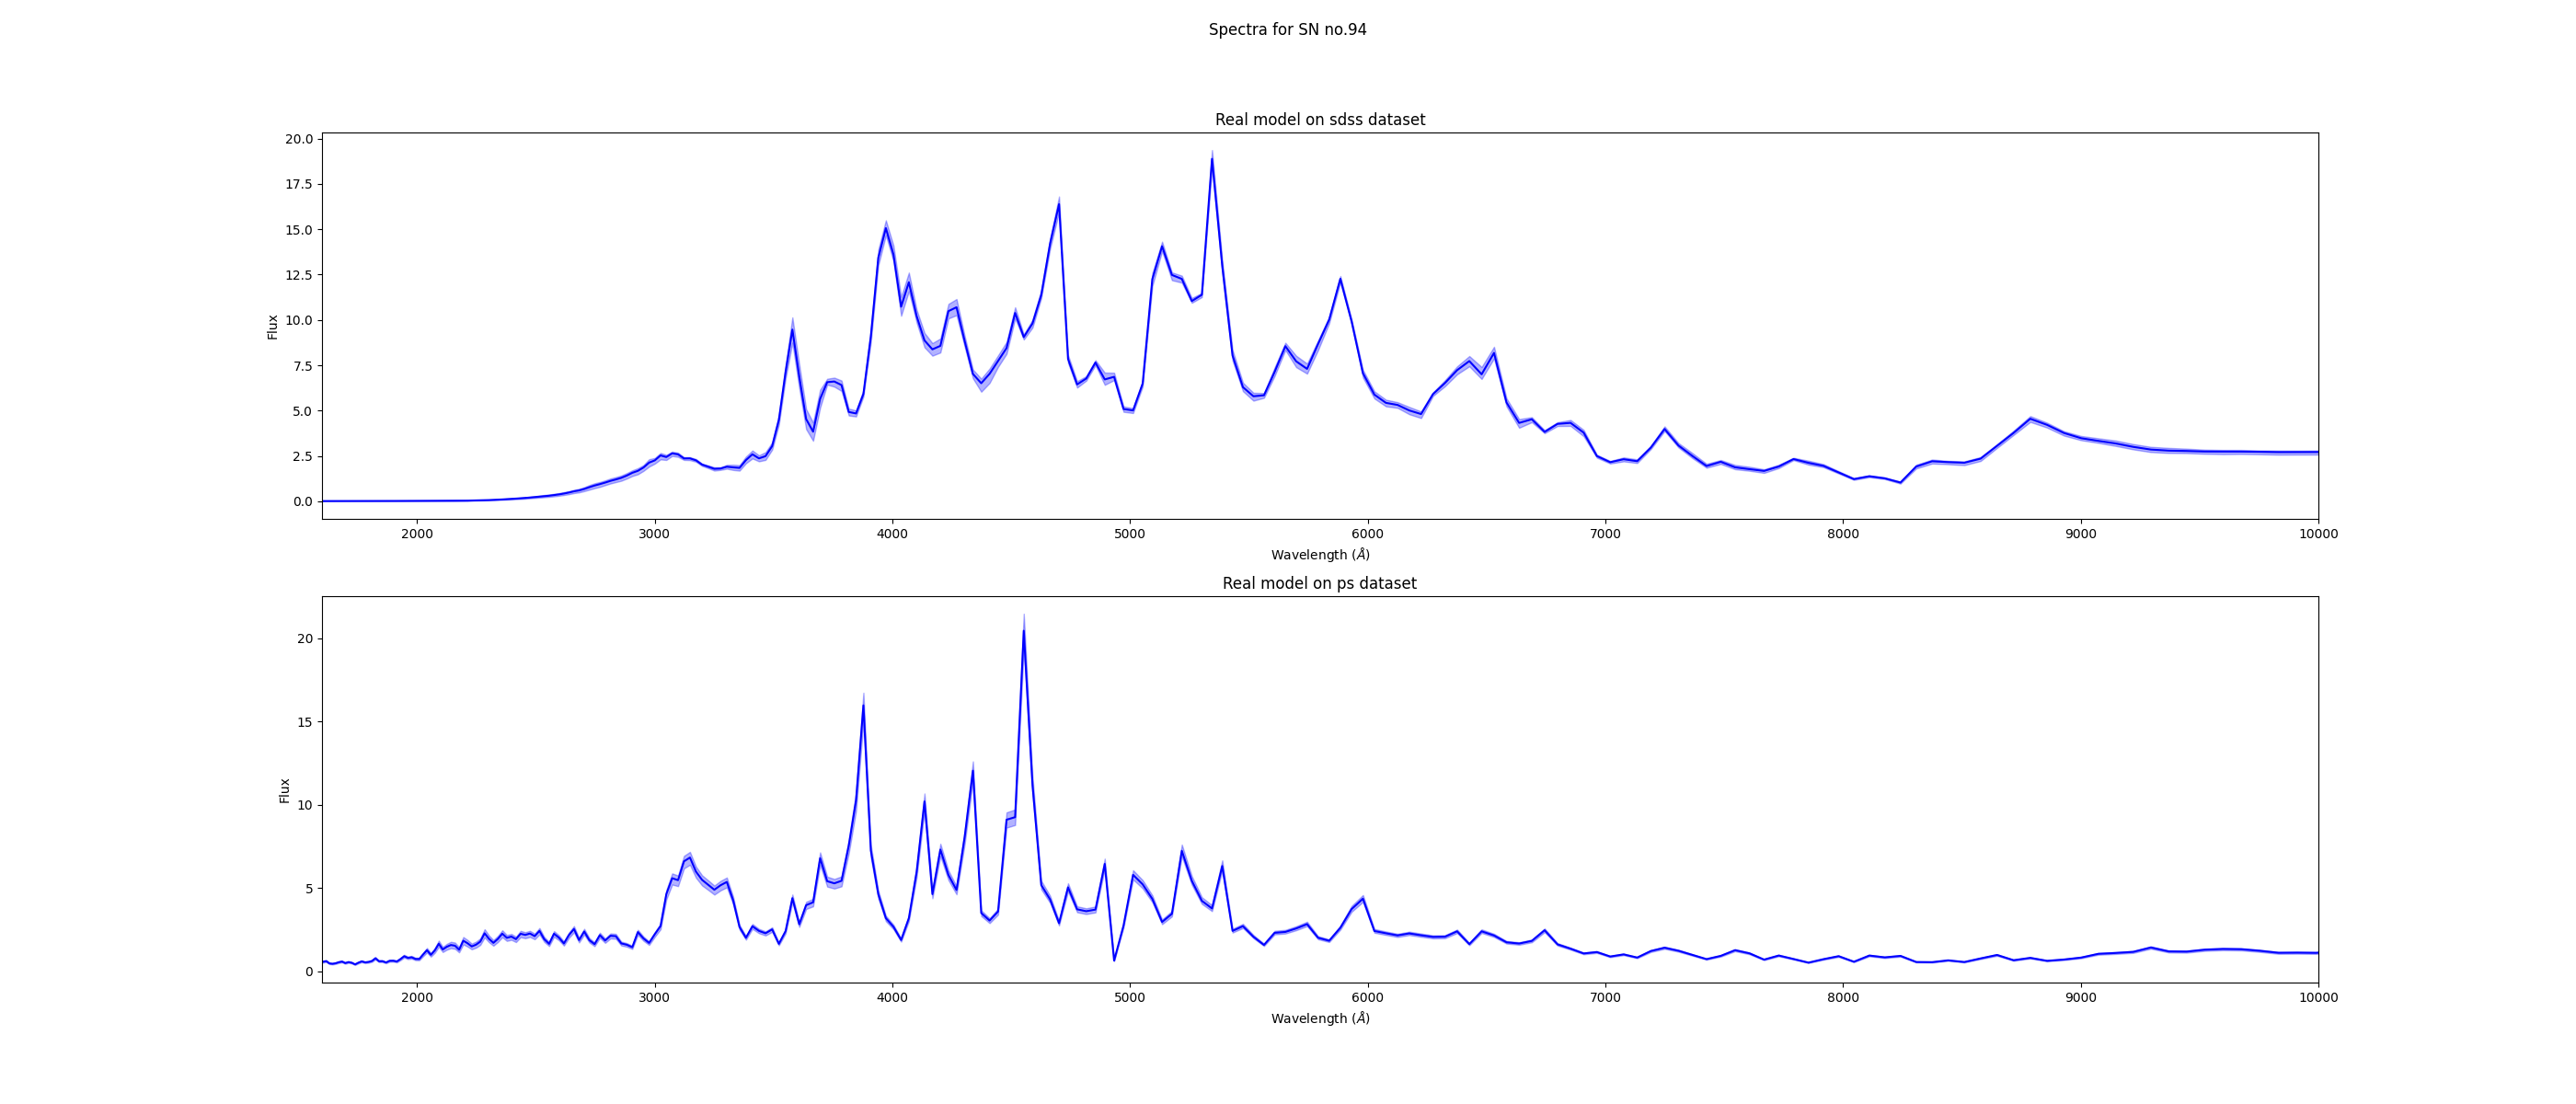 Spectra for SN no.94
Real model on sdss dataset
20.0
17.5
15.0
12.5
10.0
7.5
5.0
2.5
0.0
Flux
2000 3000 4000 5000 6000 7000 8000 9000 10000
Wavelength (Å)
Real model on ps dataset
20
15
10
5
0
Flux
2000 3000 4000 5000 6000 7000 8000 9000 10000
Wavelength (Å)